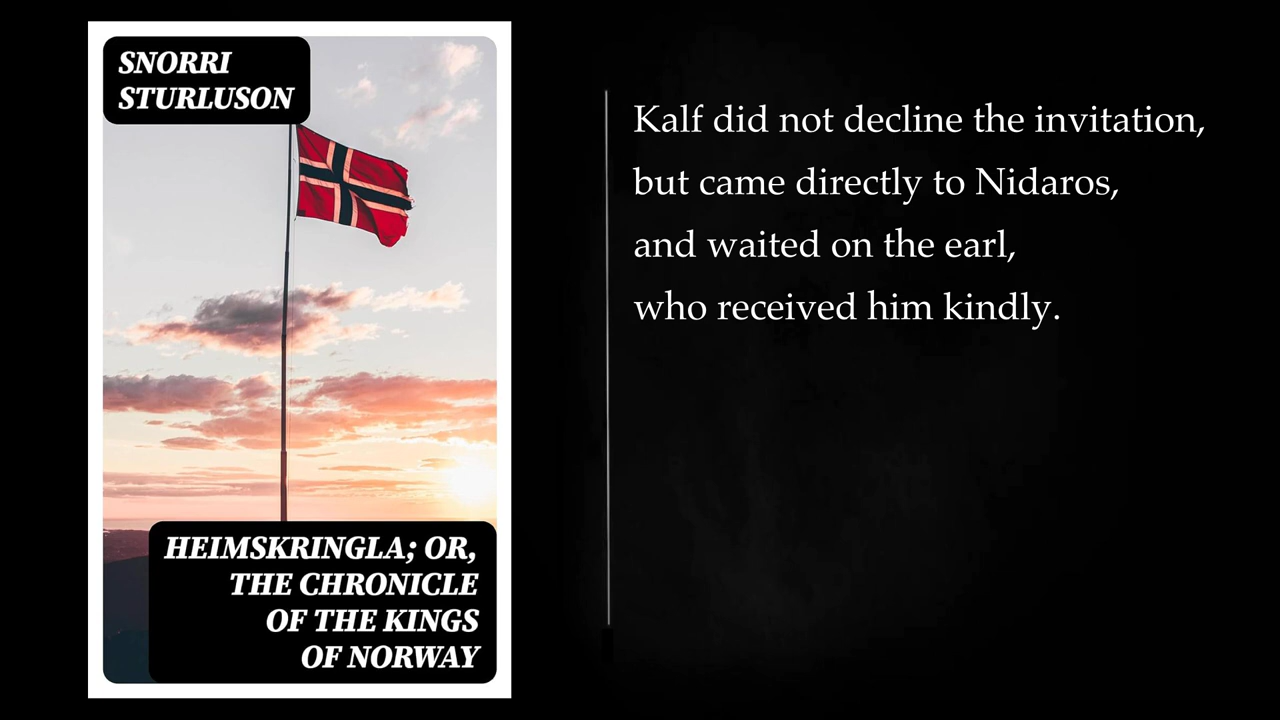 SNORRI
STURLUSON
HEIMSKRINGLA; OR,
THE CHRONICLE
OF THE KINGS
OF NORWAY
Kalf did not decline the invitation,
but came directly to Nidaros,
and waited on the earl,
who received him kindly.